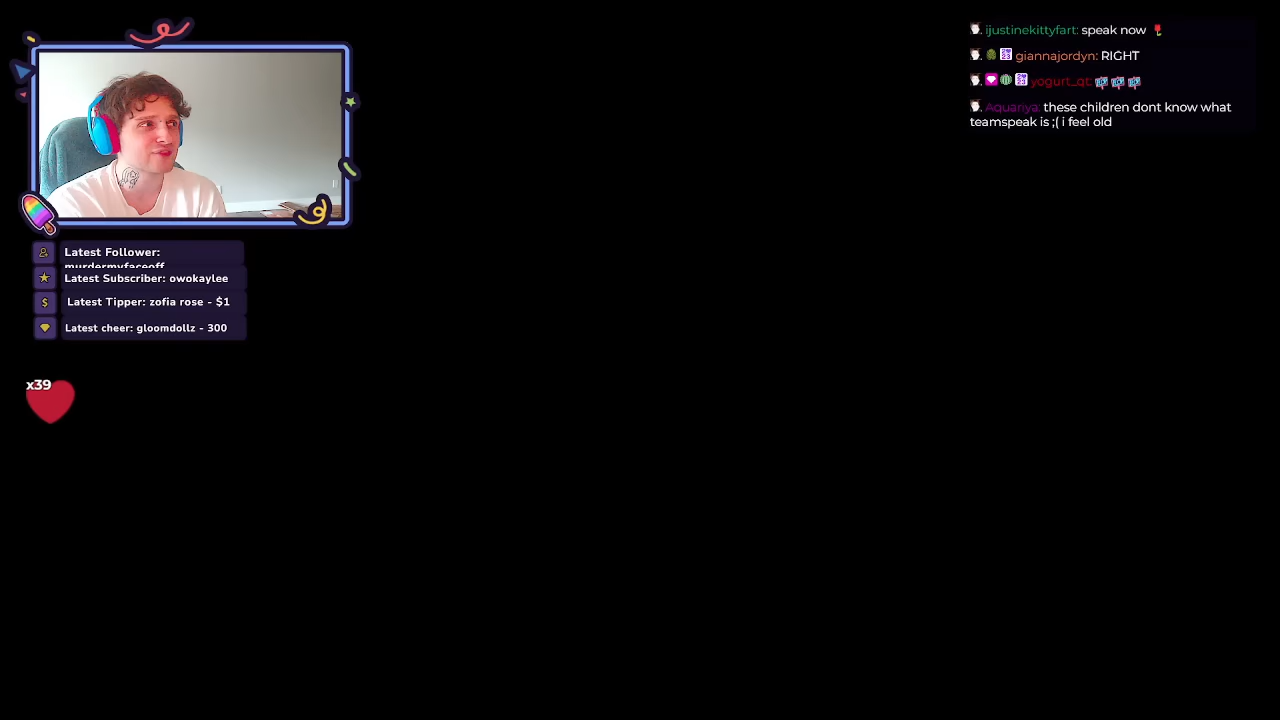 ijustinekittyfart: speak now
giannajordyn: RIGHT
yogurt_qt:
Aquariya: these children dont know what
teamspeak is ;( i feel old
Latest Follower:
murdermyfaceoff
Latest Subscriber: owokaylee
Latest Tipper: zofia rose - $1
Latest cheer: gloomdollz - 300
x39